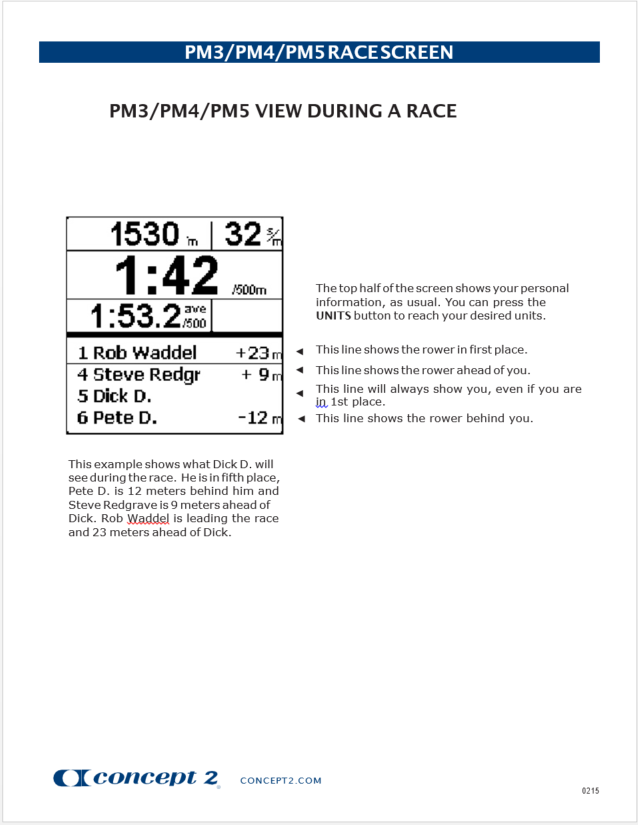 PM3/PM4/PM5 RACE SCREEN
PM3/PM4/PM5 VIEW DURING A RACE
1530 m 32 s/m
1:42 /500m
1:53.2 ave /500
1 Rob Waddel +23 m
4 Steve Redgr + 9 m
5 Dick D.
6 Pete D. -12 m
The top half of the screen shows your personal
information, as usual. You can press the
UNITS button to reach your desired units.
◄ This line shows the rower in first place.
◄ This line shows the rower ahead of you.
◄ This line will always show you, even if you are
in 1st place.
◄ This line shows the rower behind you.
This example shows what Dick D. will
see during the race. He is in fifth place,
Pete D. is 12 meters behind him and
Steve Redgrave is 9 meters ahead of
Dick. Rob Waddel is leading the race
and 23 meters ahead of Dick.
concept 2 CONCEPT2.COM
0215